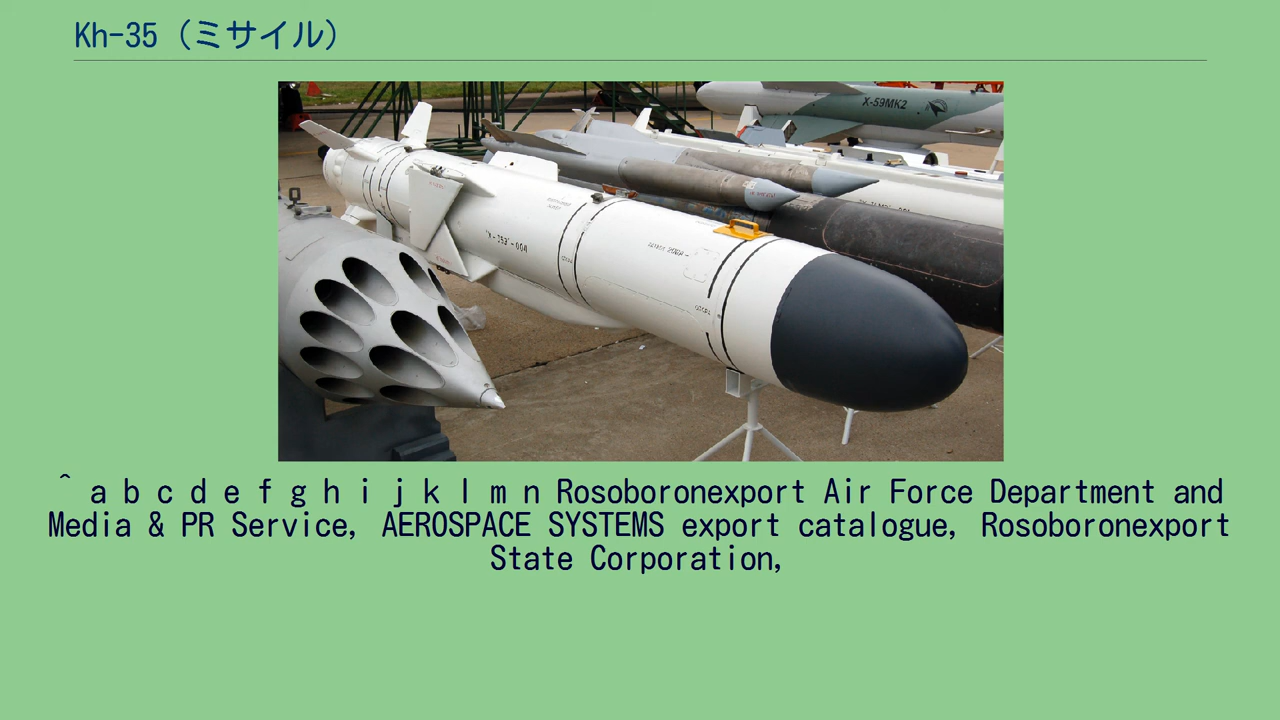 Kh-35（ミサイル）
X-59MK2
^ a b c d e f g h i j k l m n Rosoboronexport Air Force Department and
Media & PR Service, AEROSPACE SYSTEMS export catalogue, Rosoboronexport
State Corporation,